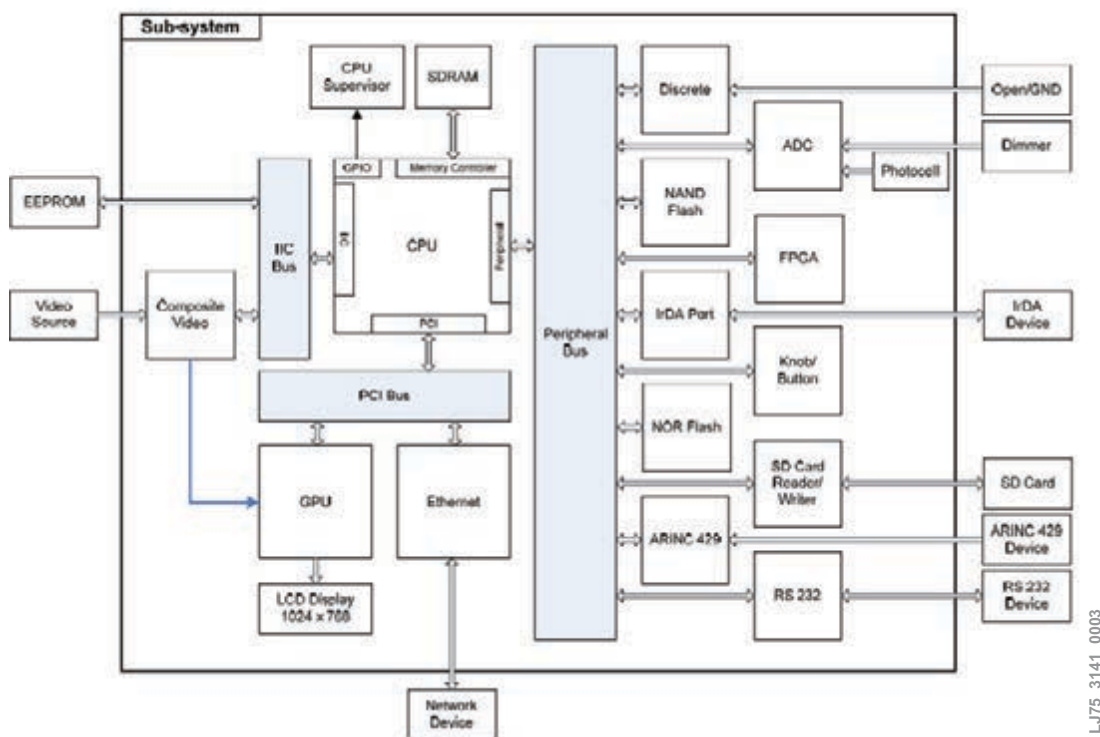 Sub-system
CPU
Supervisor
SDRAM
GPIO
Memory Controller
IIC
CPU
Peripheral
PCI
EEPROM
IIC
Bus
Video
Source
Composite
Video
PCI Bus
GPU
Ethernet
LCD Display
1024 x 768
Network
Device
Peripheral
Bus
Discrete
ADC
Photocell
NAND
Flash
FPGA
IrDA Port
Knob/
Button
NOR Flash
SD Card
Reader/
Writer
ARINC 429
RS 232
Open/GND
Dimmer
IrDA
Device
SD Card
ARINC 429
Device
RS 232
Device
LJ75_3141_0003